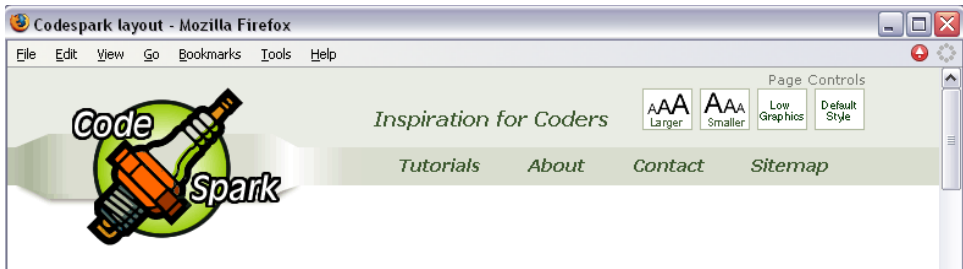 Codespark layout - Mozilla Firefox
File Edit View Go Bookmarks Tools Help
Page Controls
Code
Spark
Inspiration for Coders
AAA
Larger
AAA
Smaller
Low
Graphics
Default
Style
Tutorials About Contact Sitemap